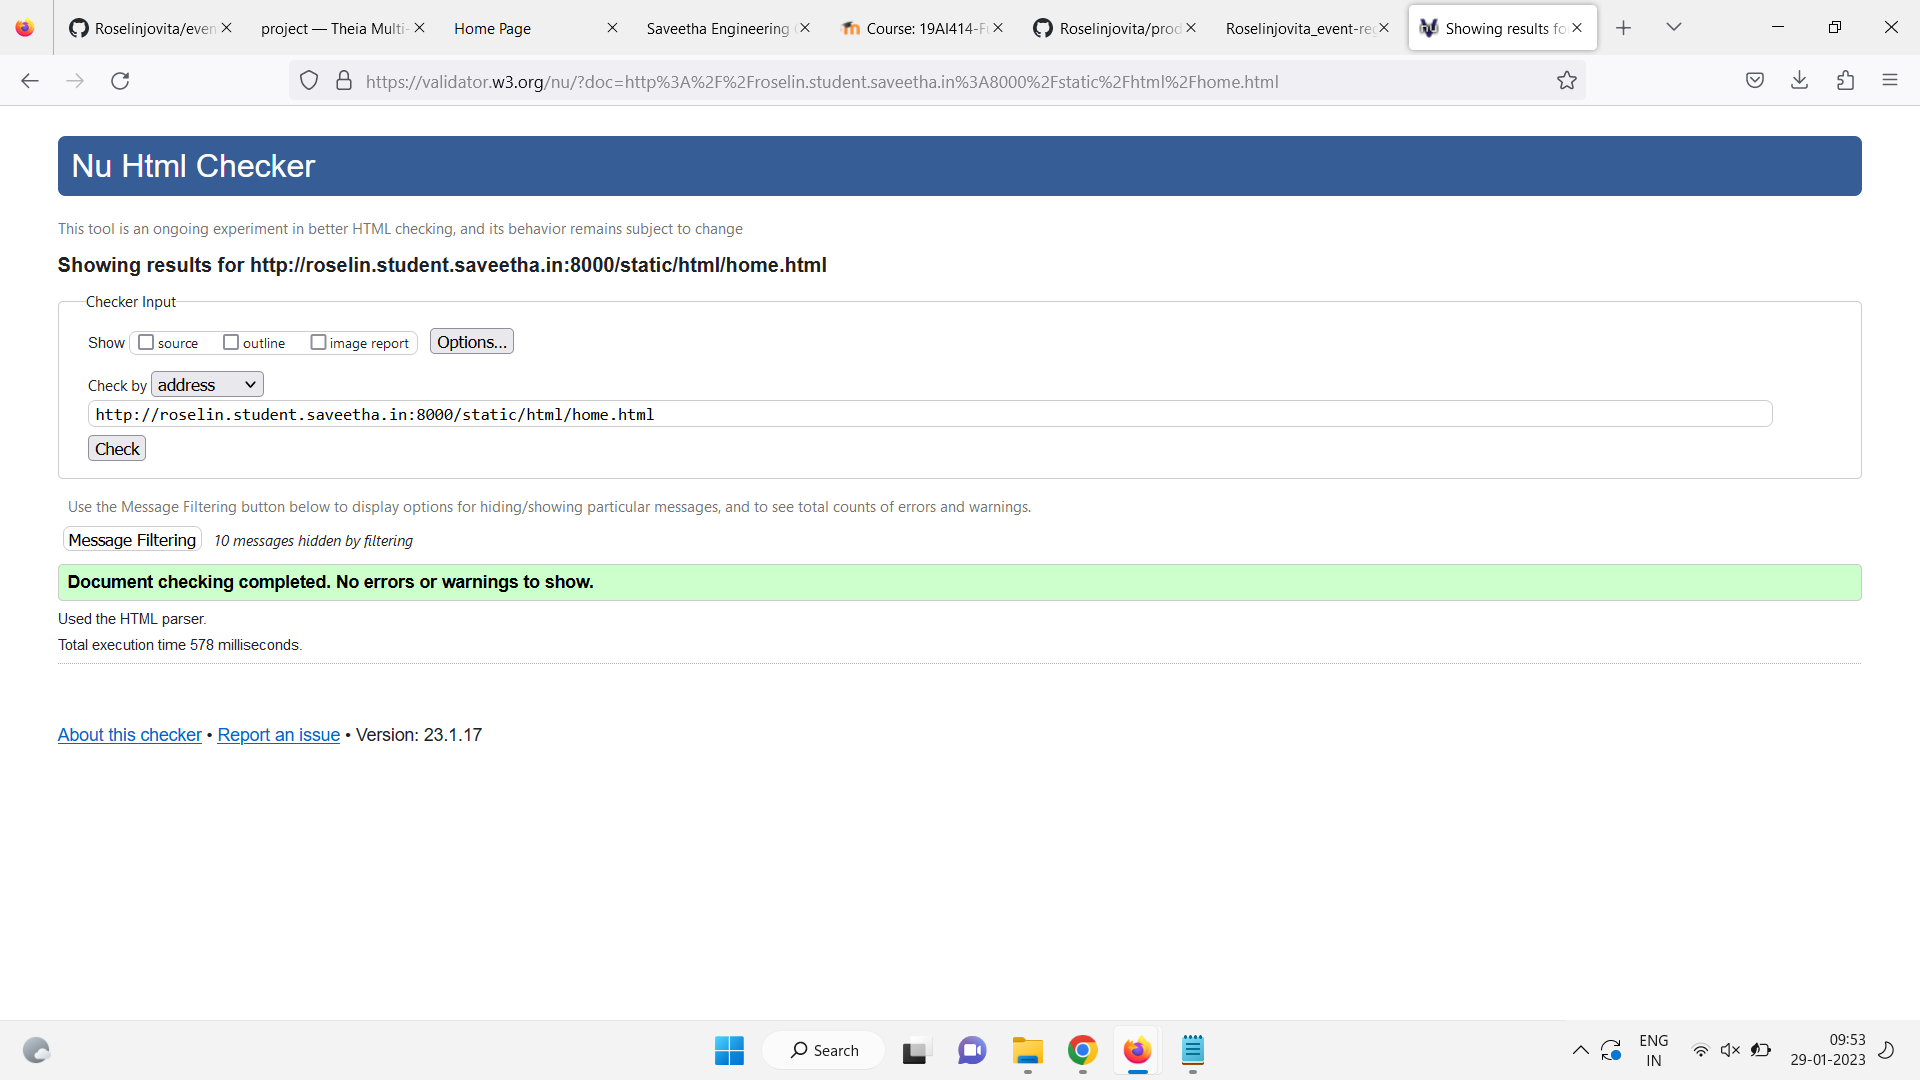 Roselinjovita/even
project — Theia Multi-
Home Page
Saveetha Engineering
Course: 19AI414-Fu
Roselinjovita/prod
Roselinjovita_event-reg
Showing results fo
https://validator.w3.org/nu/?doc=http%3A%2F%2Froselin.student.saveetha.in%3A8000%2Fstatic%2Fhtml%2Fhome.html
Nu Html Checker
This tool is an ongoing experiment in better HTML checking, and its behavior remains subject to change
Showing results for http://roselin.student.saveetha.in:8000/static/html/home.html
Checker Input
Show source outline image report Options...
Check by address
http://roselin.student.saveetha.in:8000/static/html/home.html
Check
Use the Message Filtering button below to display options for hiding/showing particular messages, and to see total counts of errors and warnings.
Message Filtering 10 messages hidden by filtering
Document checking completed. No errors or warnings to show.
Used the HTML parser.
Total execution time 578 milliseconds.
About this checker • Report an issue • Version: 23.1.17
Search
ENG
IN
09:53
29-01-2023